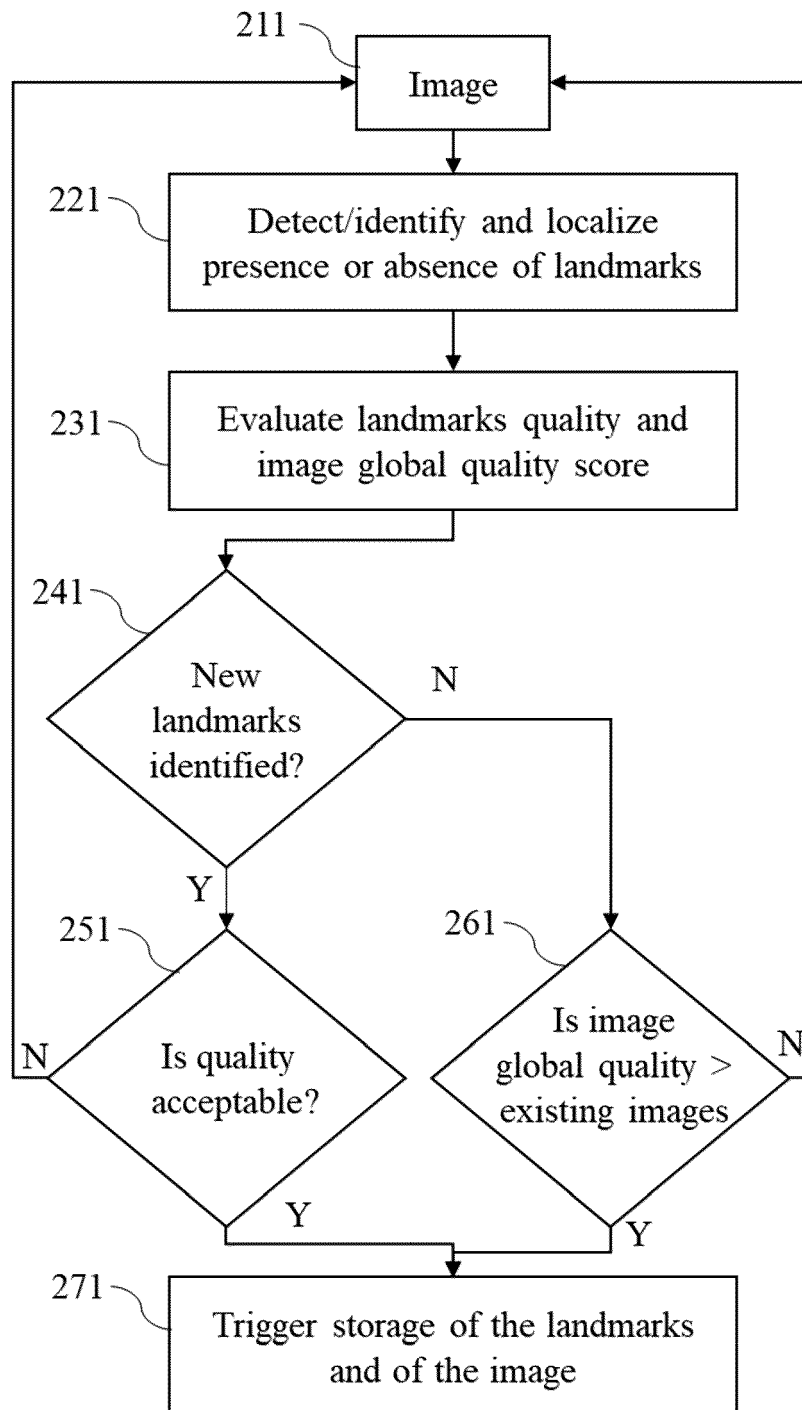 211
Image
221
Detect/identify and localize
presence or absence of landmarks
231
Evaluate landmarks quality and
image global quality score
241
New
landmarks
identified?
N
Y
251
Is quality
acceptable?
N
Y
261
Is image
global quality >
existing images
N
Y
271
Trigger storage of the landmarks
and of the image